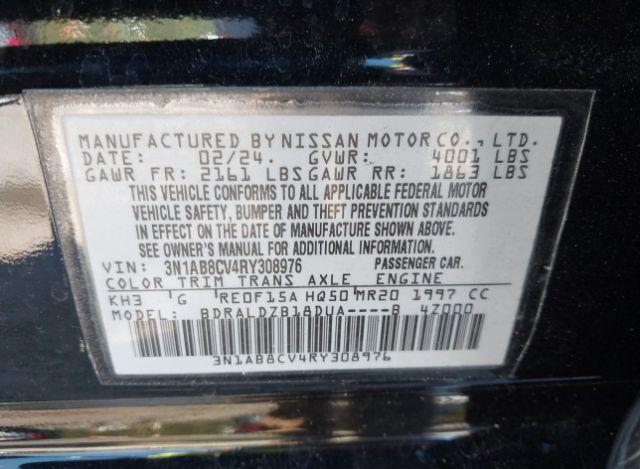 MANUFACTURED BY NISSAN MOTOR CO., LTD.
DATE: 02/24. GVWR: 4001 LBS
GAWR FR: 2161 LBS GAWR RR: 1863 LBS
THIS VEHICLE CONFORMS TO ALL APPLICABLE FEDERAL MOTOR
VEHICLE SAFETY, BUMPER AND THEFT PREVENTION STANDARDS
IN EFFECT ON THE DATE OF MANUFACTURE SHOWN ABOVE.
SEE OWNER'S MANUAL FOR ADDITIONAL INFORMATION.
VIN: 3N1AB8CV4RY308976 PASSENGER CAR.
COLOR TRIM TRANS AXLE ENGINE
KH3 G RE0F15A HQ50 MR20 1997 CC
MODEL: BDRALDZB18DUA----B 4Z000
3N1AB8CV4RY308976